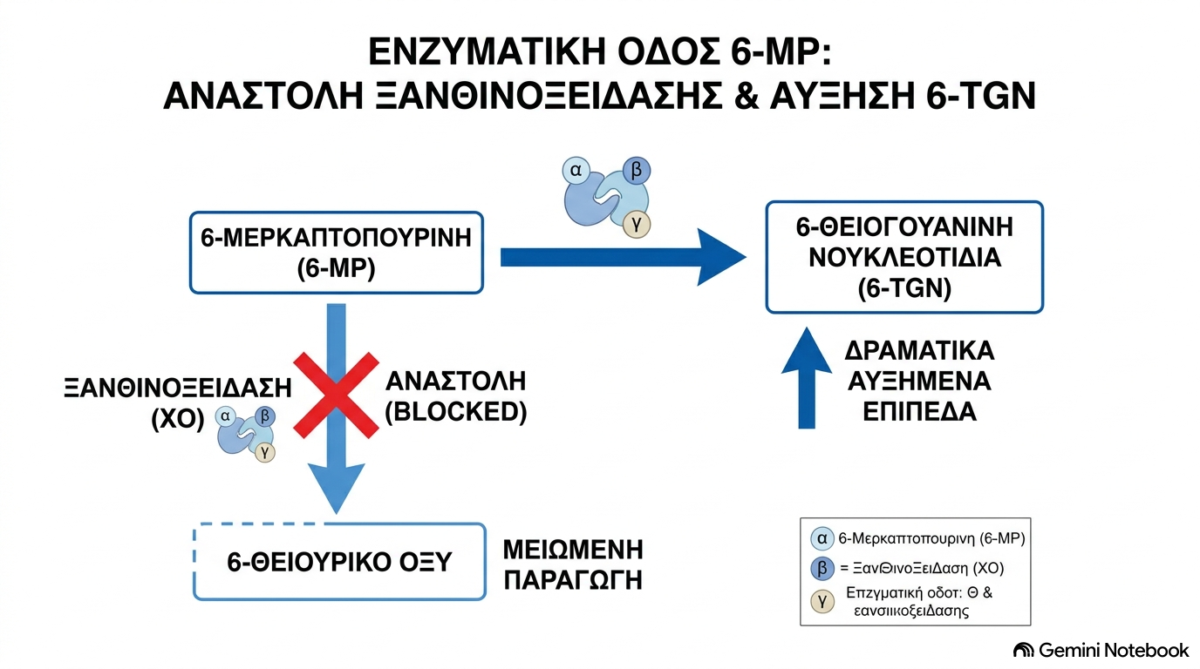 ΕΝΖΥΜΑΤΙΚΗ ΟΔΟΣ 6-MP:
ΑΝΑΣΤΟΛΗ ΞΑΝΘΙΝΟΞΕΙΔΑΣΗΣ & ΑΥΞΗΣΗ 6-TGN
α β
γ
6-ΜΕΡΚΑΠΤΟΠΟΥΡΙΝΗ
(6-MP)
6-ΘΕΙΟΓΟΥΑΝΙΝΗ
ΝΟΥΚΛΕΟΤΙΔΙΑ
(6-TGN)
ΞΑΝΘΙΝΟΞΕΙΔΑΣΗ
(XO)
α β
γ
ΑΝΑΣΤΟΛΗ
(BLOCKED)
ΔΡΑΜΑΤΙΚΑ
ΑΥΞΗΜΕΝΑ
ΕΠΙΠΕΔΑ
6-ΘΕΙΟΥΡΙΚΟ ΟΞΥ
ΜΕΙΩΜΕΝΗ
ΠΑΡΑΓΩΓΗ
α 6-Μερκαπτοπουρινη (6-MP)
β = ΞανΘινοΞειΔαση (XO)
γ Επζγματική οδοτ: Θ &
εανσιικοξειΔασης
Gemini Notebook